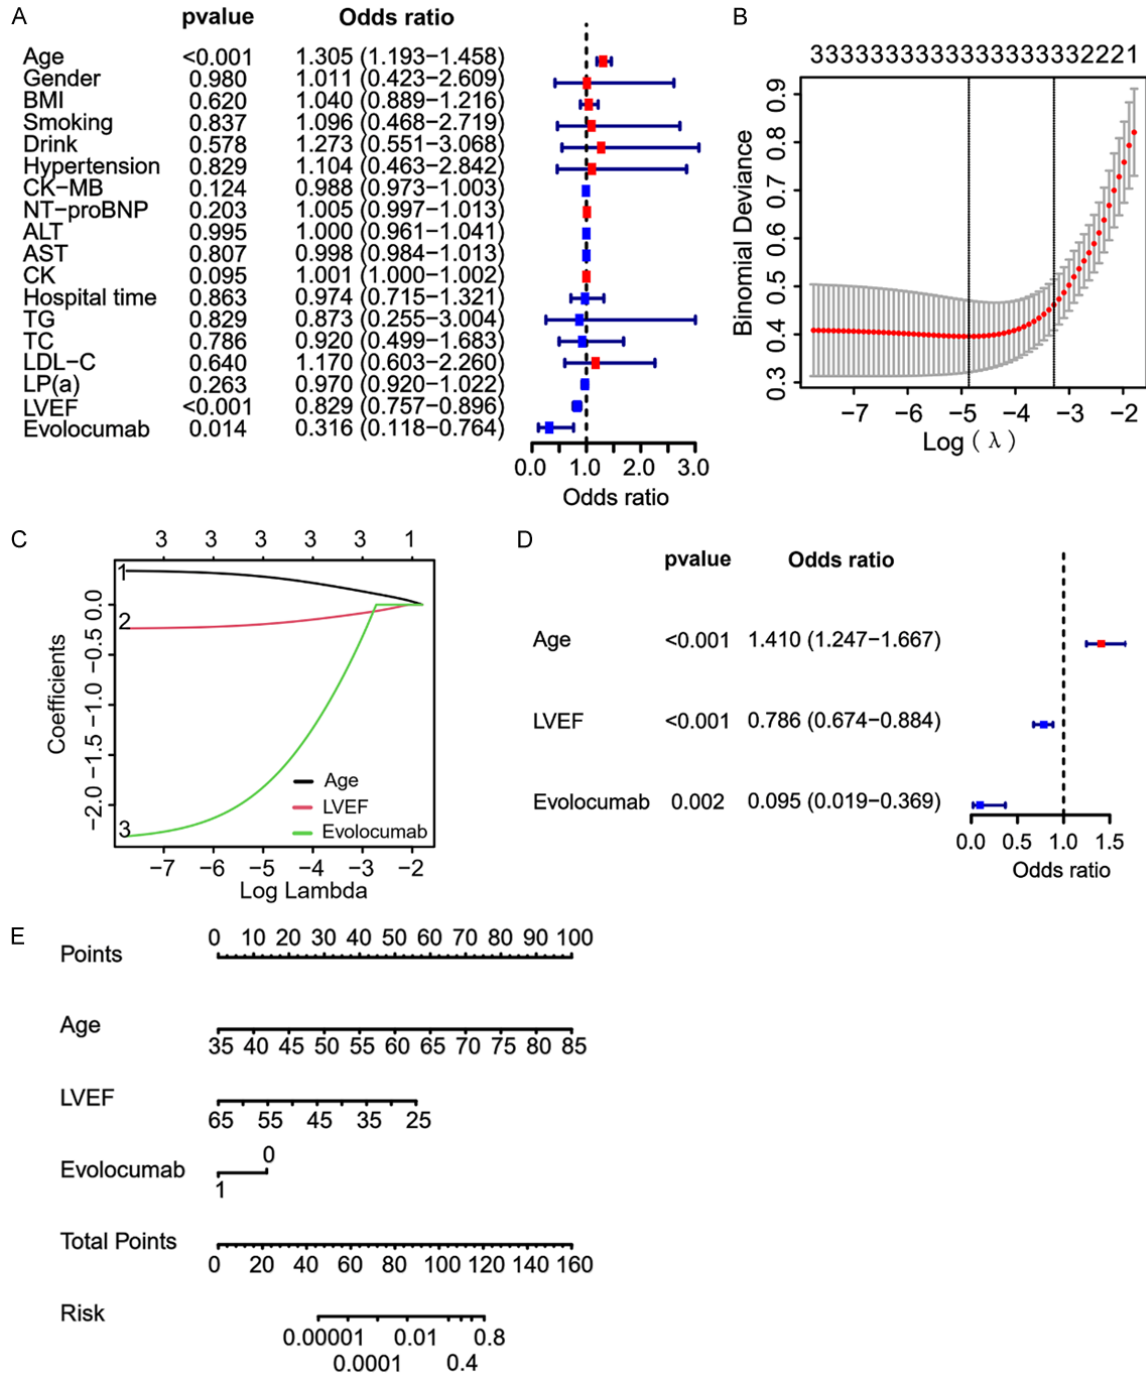 A
pvalue Odds ratio
Age <0.001 1.305 (1.193−1.458)
Gender 0.980 1.011 (0.423−2.609)
BMI 0.620 1.040 (0.889−1.216)
Smoking 0.837 1.096 (0.468−2.719)
Drink 0.578 1.273 (0.551−3.068)
Hypertension 0.829 1.104 (0.463−2.842)
CK−MB 0.124 0.988 (0.973−1.003)
NT−proBNP 0.203 1.005 (0.997−1.013)
ALT 0.995 1.000 (0.961−1.041)
AST 0.807 0.998 (0.984−1.013)
CK 0.095 1.001 (1.000−1.002)
Hospital time 0.863 0.974 (0.715−1.321)
TG 0.829 0.873 (0.255−3.004)
TC 0.786 0.920 (0.499−1.683)
LDL−C 0.640 1.170 (0.603−2.260)
LP(a) 0.263 0.970 (0.920−1.022)
LVEF <0.001 0.829 (0.757−0.896)
Evolocumab 0.014 0.316 (0.118−0.764)
0.0 1.0 2.0 3.0
Odds ratio
B
3333333333333333332221
Binomial Deviance
0.9
0.8
0.7
0.6
0.5
0.4
0.3
−7 −6 −5 −4 −3 −2
Log ( λ )
C
3 3 3 3 3 1
Coefficients
0.0
−0.5
−1.0
−1.5
−2.0
1
2
3
Age
LVEF
Evolocumab
−7 −6 −5 −4 −3 −2
Log Lambda
D
pvalue Odds ratio
Age <0.001 1.410 (1.247−1.667)
LVEF <0.001 0.786 (0.674−0.884)
Evolocumab 0.002 0.095 (0.019−0.369)
0.0 0.5 1.0 1.5
Odds ratio
E
Points 0 10 20 30 40 50 60 70 80 90 100
Age
35 40 45 50 55 60 65 70 75 80 85
LVEF
65 55 45 35 25
0
Evolocumab
1
Total Points
0 20 40 60 80 100 120 140 160
Risk
0.00001 0.01 0.8
0.0001 0.4